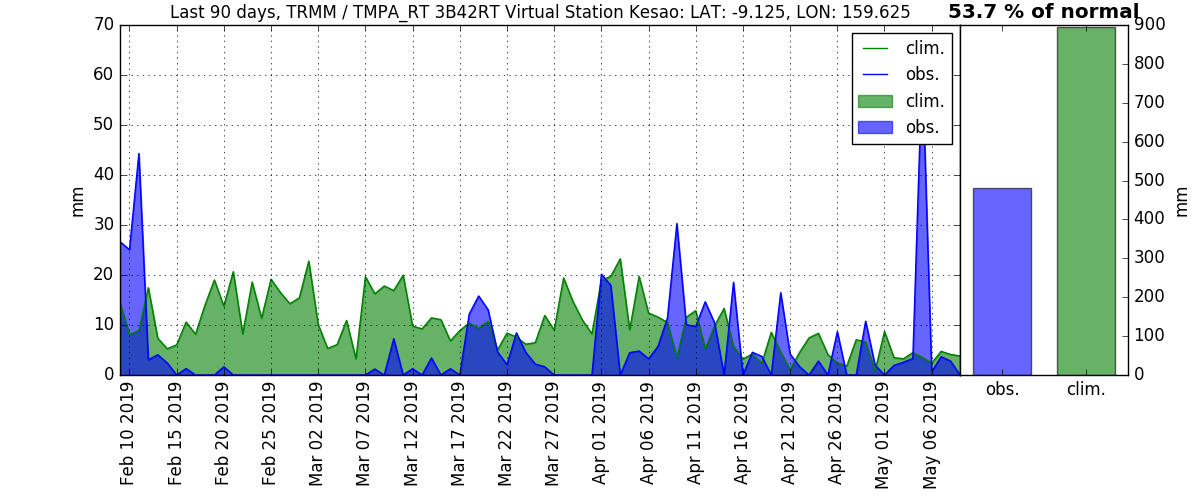 Last 90 days, TRMM / TMPA_RT 3B42RT Virtual Station Kesao: LAT: -9.125, LON: 159.625
53.7 % of normal
70
60
50
40
30
20
10
0
mm
clim.
obs.
clim.
obs.
900
800
700
600
500
400
300
200
100
0
mm
Feb 10 2019
Feb 15 2019
Feb 20 2019
Feb 25 2019
Mar 02 2019
Mar 07 2019
Mar 12 2019
Mar 17 2019
Mar 22 2019
Mar 27 2019
Apr 01 2019
Apr 06 2019
Apr 11 2019
Apr 16 2019
Apr 21 2019
Apr 26 2019
May 01 2019
May 06 2019
obs.
clim.